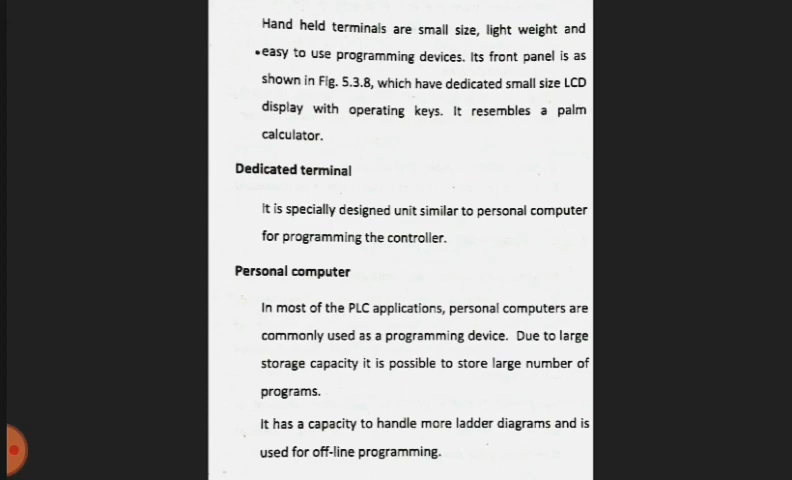 Hand held terminals are small size, light weight and
•easy to use programming devices. Its front panel is as
shown in Fig. 5.3.8, which have dedicated small size LCD
display with operating keys. It resembles a palm
calculator.
Dedicated terminal
It is specially designed unit similar to personal computer
for programming the controller.
Personal computer
In most of the PLC applications, personal computers are
commonly used as a programming device. Due to large
storage capacity it is possible to store large number of
programs.
It has a capacity to handle more ladder diagrams and is
used for off-line programming.